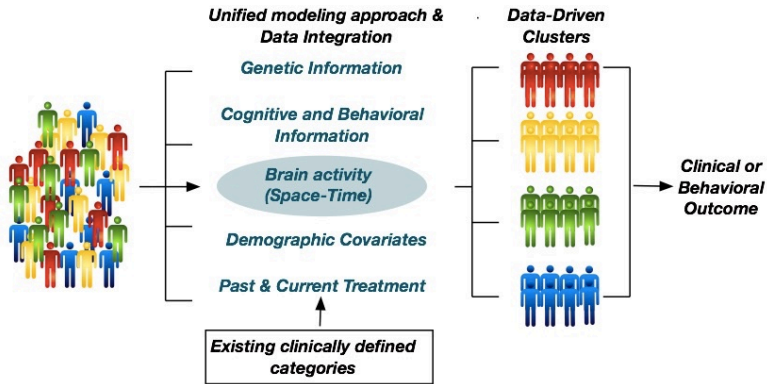 Unified modeling approach &
Data Integration
Data-Driven
Clusters
Genetic Information
Cognitive and Behavioral
Information
Brain activity
(Space-Time)
Demographic Covariates
Past & Current Treatment
Existing clinically defined
categories
Clinical or
Behavioral
Outcome